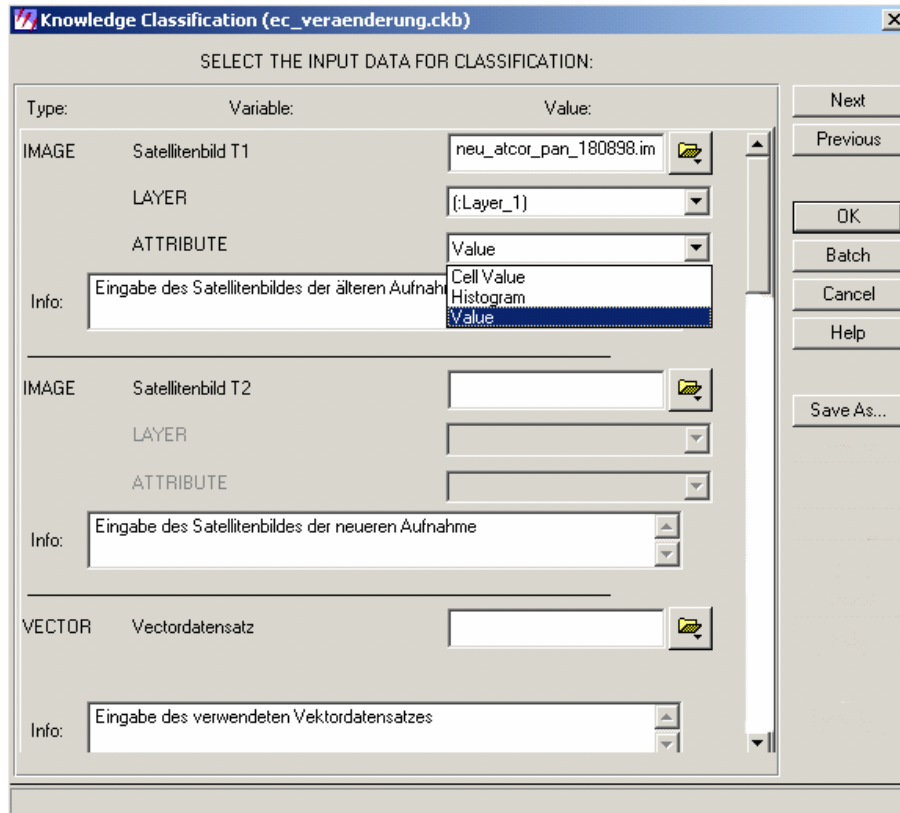 Knowledge Classification (ec_veraenderung.ckb)
SELECT THE INPUT DATA FOR CLASSIFICATION:
Type: Variable: Value:
IMAGE Satellitenbild T1 neu_atcor_pan_180898.im
LAYER (:Layer_1)
ATTRIBUTE Value
Cell Value
Histogram
Value
Info: Eingabe des Satellitenbildes der älteren
IMAGE Satellitenbild T2
LAYER
ATTRIBUTE
Info: Eingabe des Satellitenbildes der neueren Aufnahme
VECTOR Vectordatensatz
Info: Eingabe des verwendeten Vektordatensatzes
Next
Previous
OK
Batch
Cancel
Help
Save As...